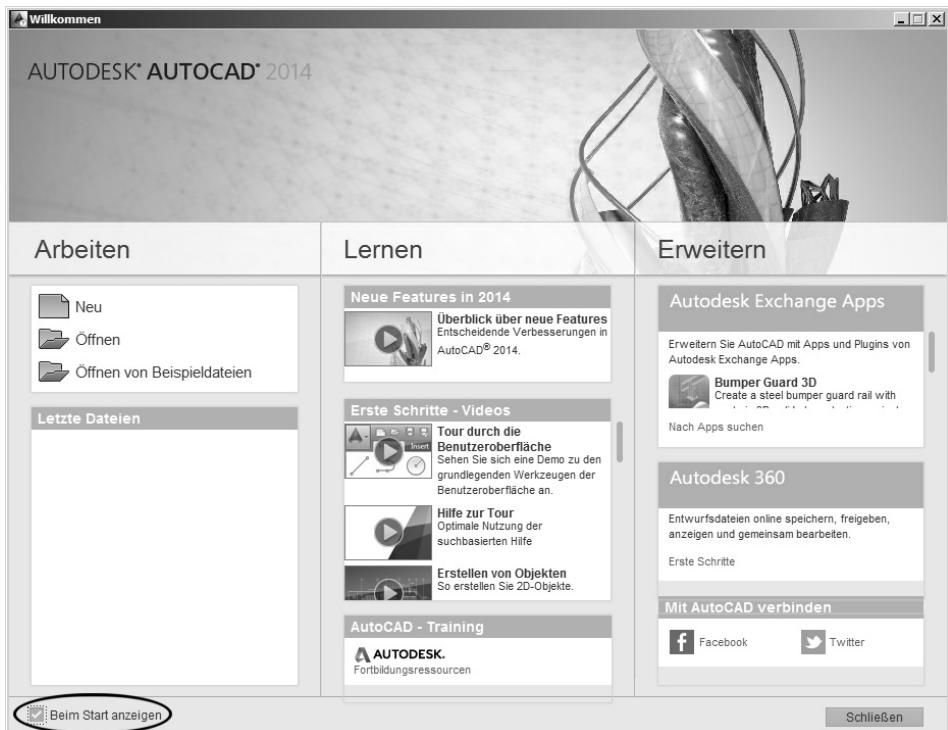 Willkommen
AUTODESK® AUTOCAD® 2014
Arbeiten
Neu
Öffnen
Öffnen von Beispieldateien
Letzte Dateien
Lernen
Neue Features in 2014
Überblick über neue Features
Entscheidende Verbesserungen in
AutoCAD® 2014.
Erste Schritte - Videos
Insert
Tour durch die
Benutzeroberfläche
Sehen Sie sich eine Demo zu den
grundlegenden Werkzeugen der
Benutzeroberfläche an.
Hilfe zur Tour
Optimale Nutzung der
suchbasierten Hilfe
Erstellen von Objekten
So erstellen Sie 2D-Objekte.
AutoCAD - Training
AUTODESK.
Fortbildungsressourcen
Erweitern
Autodesk Exchange Apps
Erweitern Sie AutoCAD mit Apps und Plugins von
Autodesk Exchange Apps.
Bumper Guard 3D
Create a steel bumper guard rail with
Nach Apps suchen
Autodesk 360
Entwurfsdateien online speichern, freigeben,
anzeigen und gemeinsam bearbeiten.
Erste Schritte
Mit AutoCAD verbinden
Facebook
Twitter
Beim Start anzeigen
Schließen